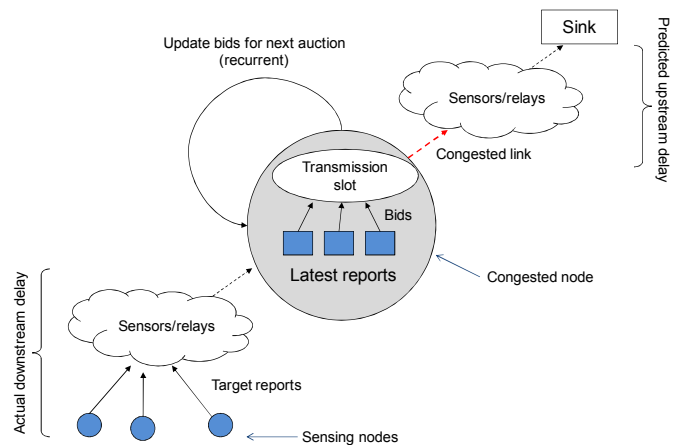 Sink
Update bids for next auction
(recurrent)
Sensors/relays
Predicted upstream delay
Congested link
Transmission
slot
Bids
Latest reports
Congested node
Actual downstream delay
Sensors/relays
Target reports
Sensing nodes